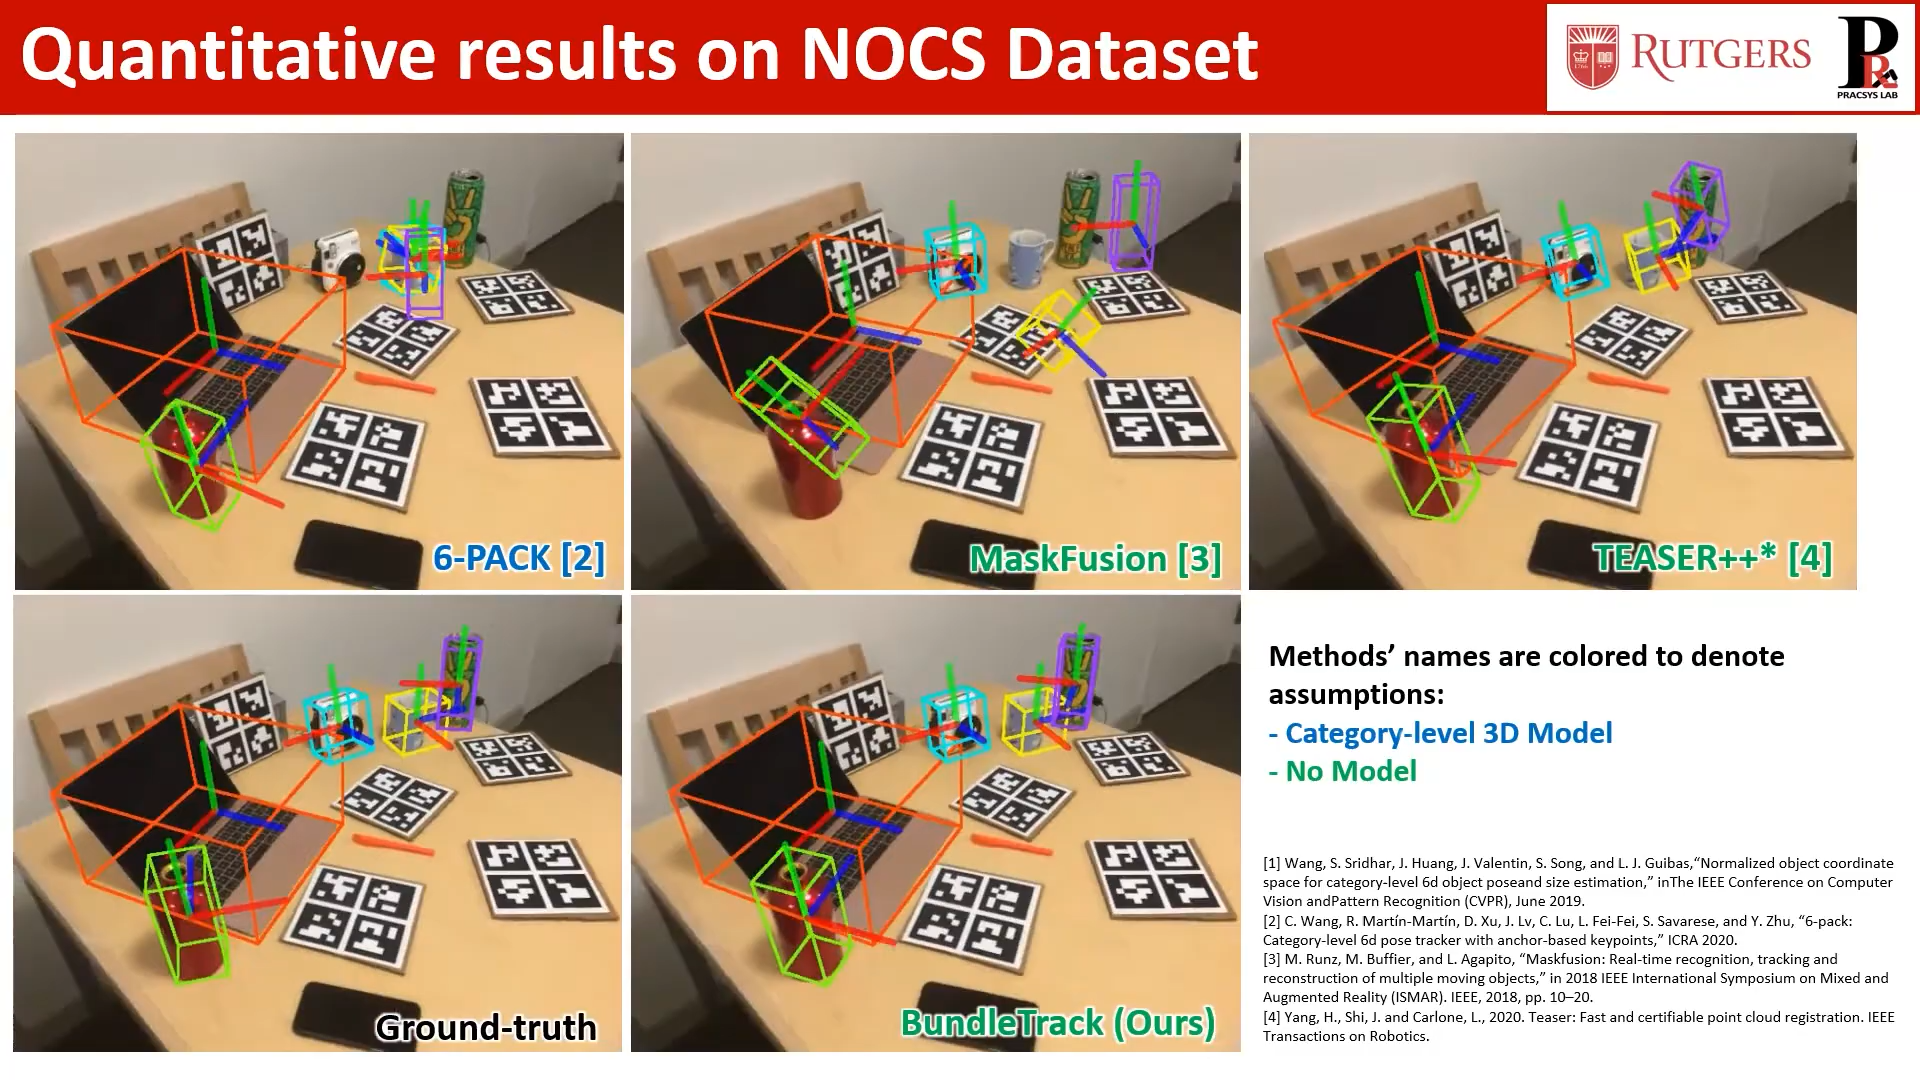 Quantitative results on NOCS Dataset
RUTGERS
1766
PRACSYS LAB
6-PACK [2]
MaskFusion [3]
TEASER++* [4]
Ground-truth
BundleTrack (Ours)
Methods’ names are colored to denote
assumptions:
- Category-level 3D Model
- No Model
[1] Wang, S. Sridhar, J. Huang, J. Valentin, S. Song, and L. J. Guibas,“Normalized object coordinate
space for category-level 6d object poseand size estimation,” inThe IEEE Conference on Computer
Vision andPattern Recognition (CVPR), June 2019.
[2] C. Wang, R. Martín-Martín, D. Xu, J. Lv, C. Lu, L. Fei-Fei, S. Savarese, and Y. Zhu, “6-pack:
Category-level 6d pose tracker with anchor-based keypoints,” ICRA 2020.
[3] M. Runz, M. Buffier, and L. Agapito, “Maskfusion: Real-time recognition, tracking and
reconstruction of multiple moving objects,” in 2018 IEEE International Symposium on Mixed and
Augmented Reality (ISMAR). IEEE, 2018, pp. 10–20.
[4] Yang, H., Shi, J. and Carlone, L., 2020. Teaser: Fast and certifiable point cloud registration. IEEE
Transactions on Robotics.